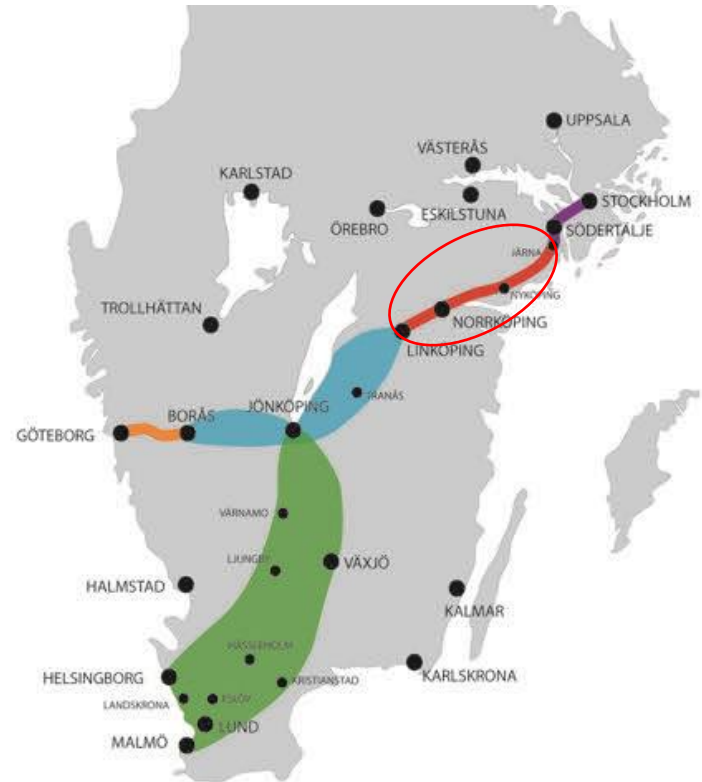 UPPSALA
VÄSTERÅS
KARLSTAD
STOCKHOLM
ESKILSTUNA
ÖREBRO
SÖDERTÄLJE
JÄRNA
NYKÖPING
TROLLHÄTTAN
NORRKÖPING
LINKÖPING
TRANÅS
JÖNKÖPING
BORÅS
GÖTEBORG
VÄRNAMO
LJUNGBY
VÄXJÖ
HALMSTAD
KALMAR
HÄSSLEHOLM
KARLSKRONA
HELSINGBORG
KRISTIANSTAD
LANDSKRONA
ESLÖV
LUND
MALMÖ